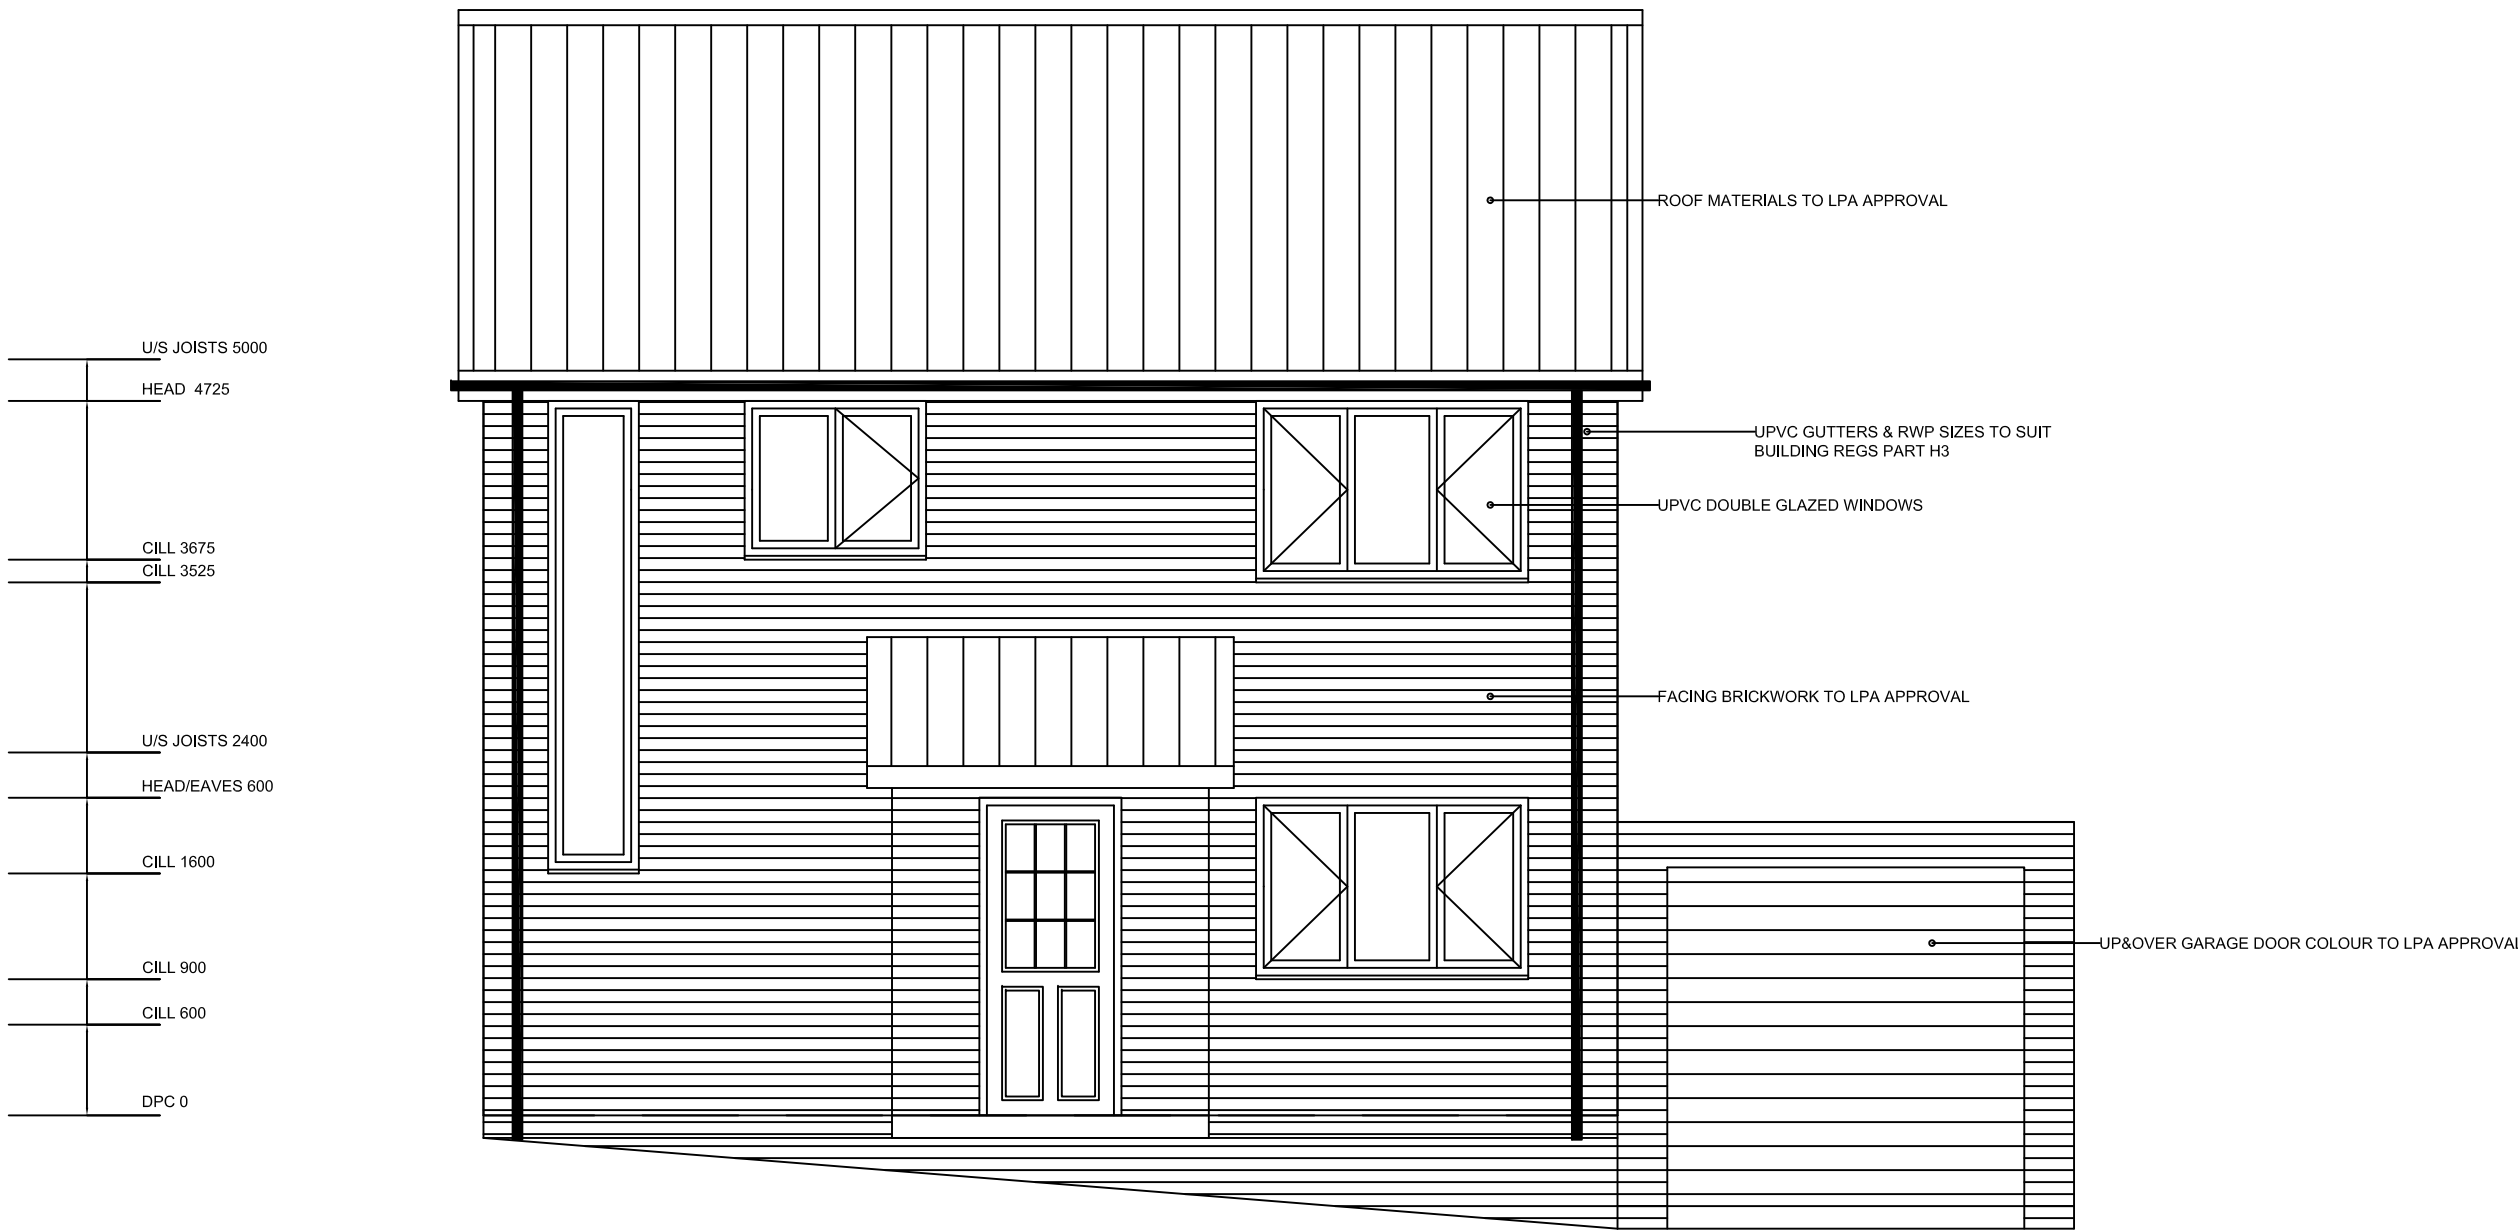 U/S JOISTS 5000
HEAD 4725
CILL 3675
CILL 3525
U/S JOISTS 2400
HEAD/EAVES 600
CILL 1600
CILL 900
CILL 600
DPC 0
ROOF MATERIALS TO LPA APPROVAL
UPVC GUTTERS & RWP SIZES TO SUIT
BUILDING REGS PART H3
UPVC DOUBLE GLAZED WINDOWS
FACING BRICKWORK TO LPA APPROVAL
UP&OVER GARAGE DOOR COLOUR TO LPA APPROVAL